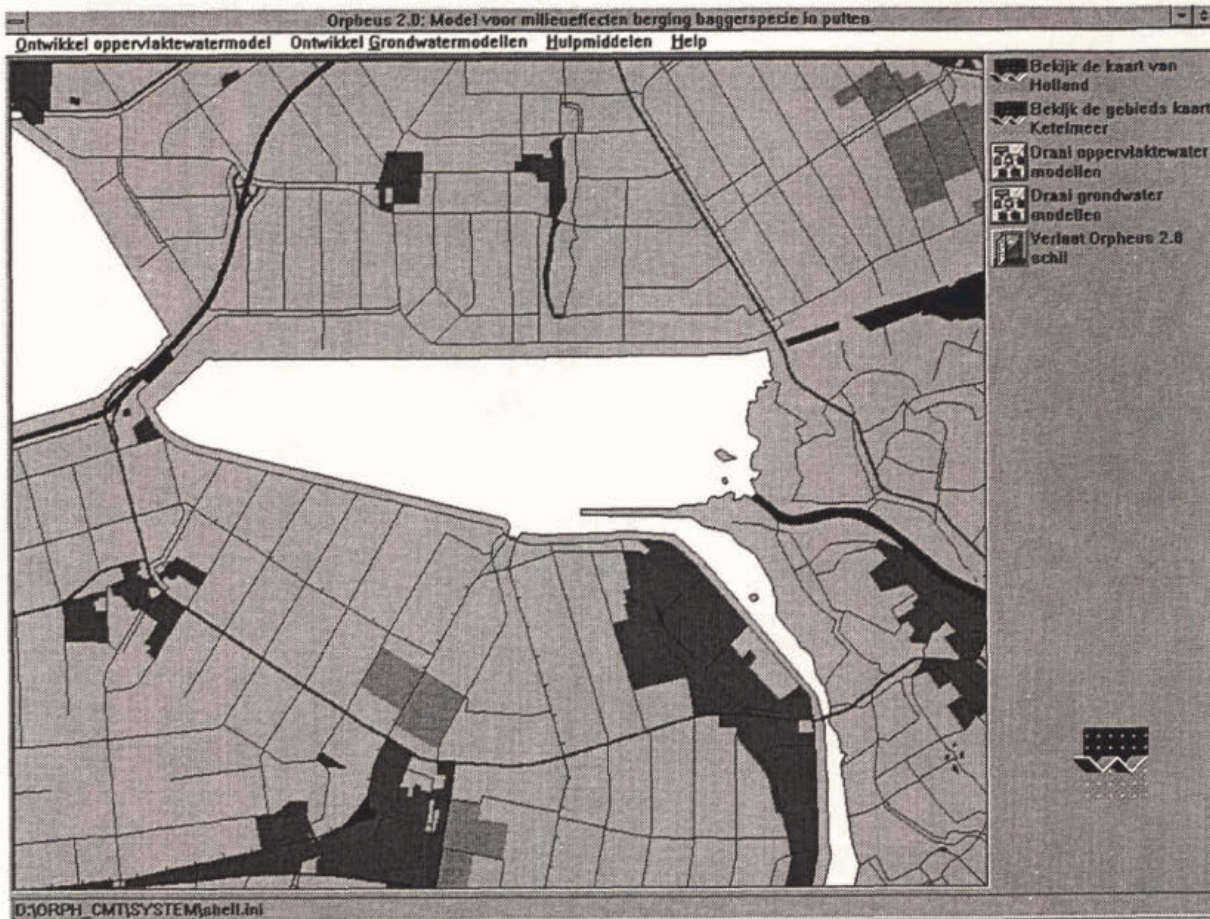 Orpheus 2.0: Model voor milieueffecten berging baggerspecie in putten
Ontwikkel oppervlaktewatermodel Ontwikkel Grondwatermodellen Hulpmiddelen Help
Bekijk de kaart van
Holland
Bekijk de gebieds kaart
Ketelmeer
Draai oppervlaktewater
modellen
Draai grondwater
modellen
Verlaat Orpheus 2.0
schil
D:\ORPH_CMT\SYSTEM\shell.ini